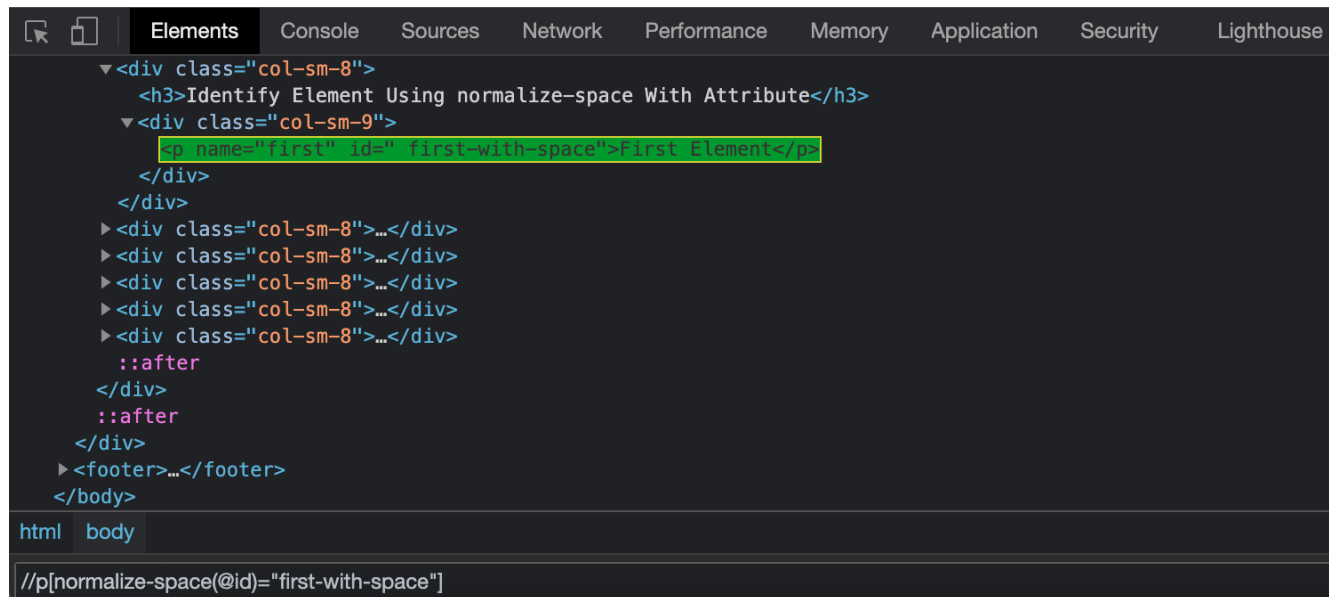 Elements Console Sources Network Performance Memory Application Security Lighthouse
▼<div class="col-sm-8">
<h3>Identify Element Using normalize-space With Attribute</h3>
▼<div class="col-sm-9">
<p name="first" id=" first-with-space">First Element</p>
</div>
</div>
▶<div class="col-sm-8">…</div>
▶<div class="col-sm-8">…</div>
▶<div class="col-sm-8">…</div>
▶<div class="col-sm-8">…</div>
▶<div class="col-sm-8">…</div>
::after
</div>
::after
</div>
▶<footer>…</footer>
</body>
html body
//p[normalize-space(@id)="first-with-space"]